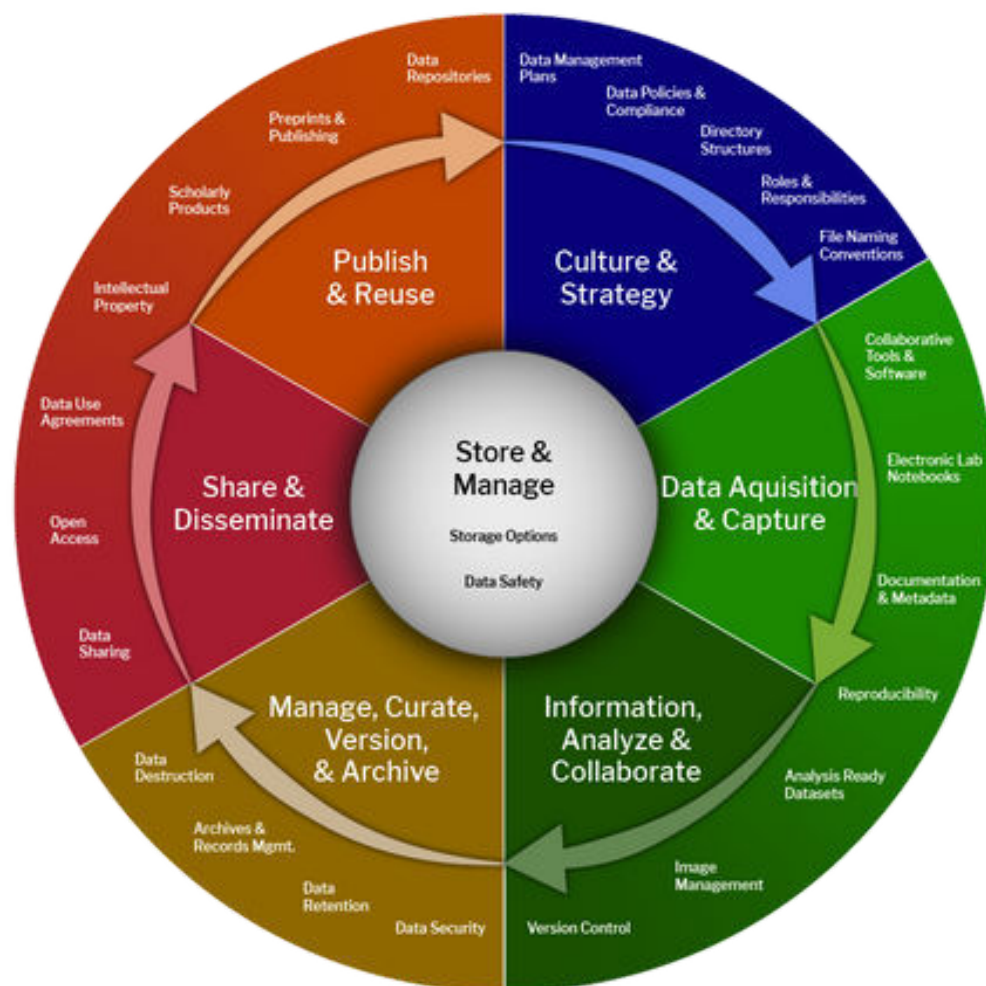 Data
Repositories
Preprints &
Publishing
Scholarly
Products
Intellectual
Property
Data Use
Agreements
Open
Access
Data
Sharing
Data Management
Plans
Data Policies &
Compliance
Directory
Structures
Roles &
Responsibilities
File Naming
Conventions
Collaborative
Tools &
Software
Electronic Lab
Notebooks
Documentation
& Metadata
Reproducibility
Analysis Ready
Datasets
Image
Management
Version Control
Data
Destruction
Archives &
Records Mgmt.
Data
Retention
Data Security
Publish
& Reuse
Culture &
Strategy
Share &
Disseminate
Store &
Manage
Storage Options
Data Safety
Data Aquisition
& Capture
Manage, Curate,
Version,
& Archive
Information,
Analyze &
Collaborate